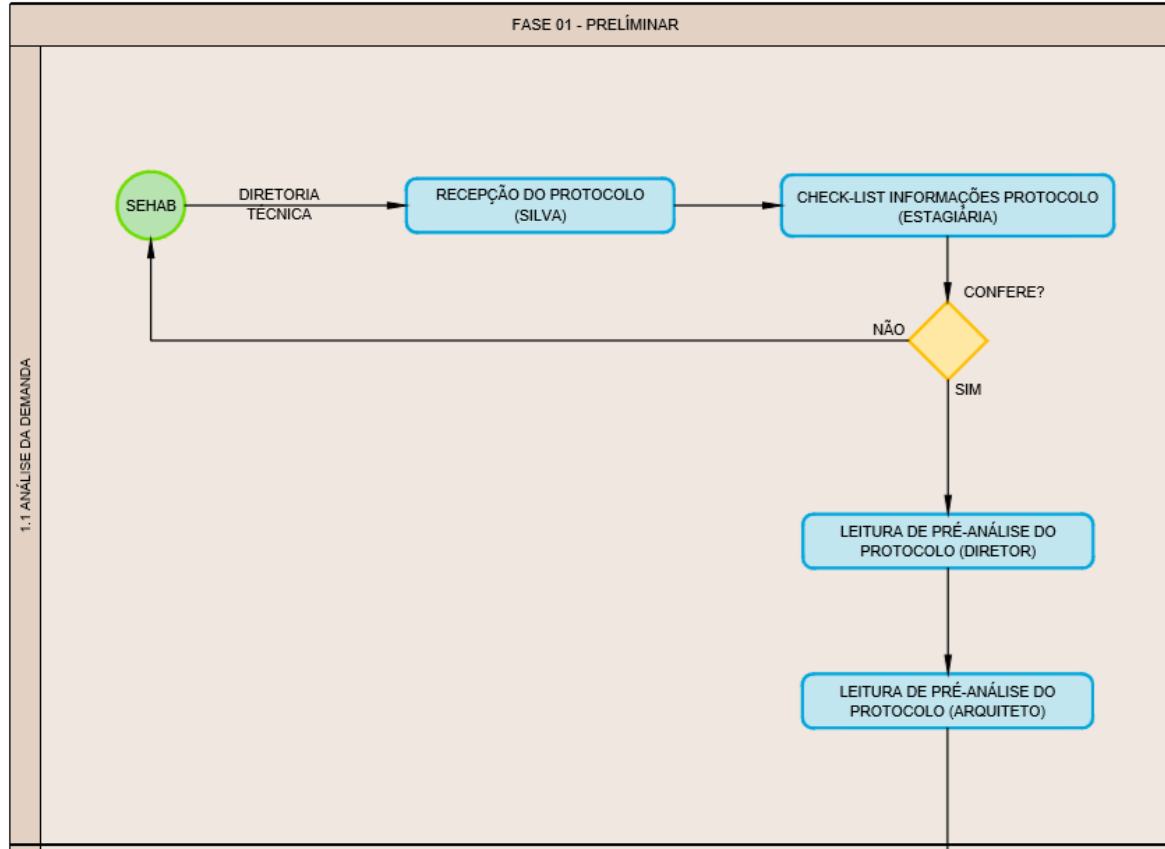 FASE 01 - PRELÍMINAR
1.1 ANÁLISE DA DEMANDA
SEHAB
DIRETORIA
TÉCNICA
RECEPÇÃO DO PROTOCOLO
(SILVA)
CHECK-LIST INFORMAÇÕES PROTOCOLO
(ESTAGIÁRIA)
CONFERE?
NÃO
SIM
LEITURA DE PRÉ-ANÁLISE DO
PROTOCOLO (DIRETOR)
LEITURA DE PRÉ-ANÁLISE DO
PROTOCOLO (ARQUITETO)